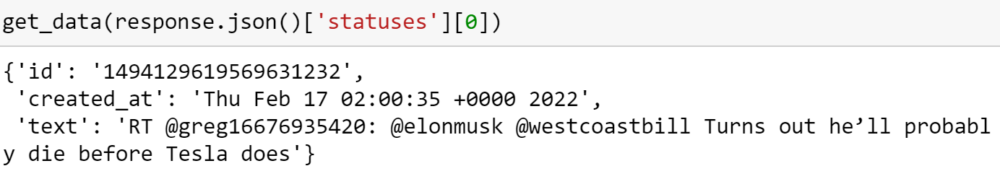 get_data(response.json()['statuses'][0])
{'id': '1494129619569631232',
 'created_at': 'Thu Feb 17 02:00:35 +0000 2022',
 'text': 'RT @greg16676935420: @elonmusk @westcoastbill Turns out he’ll probabl
y die before Tesla does'}